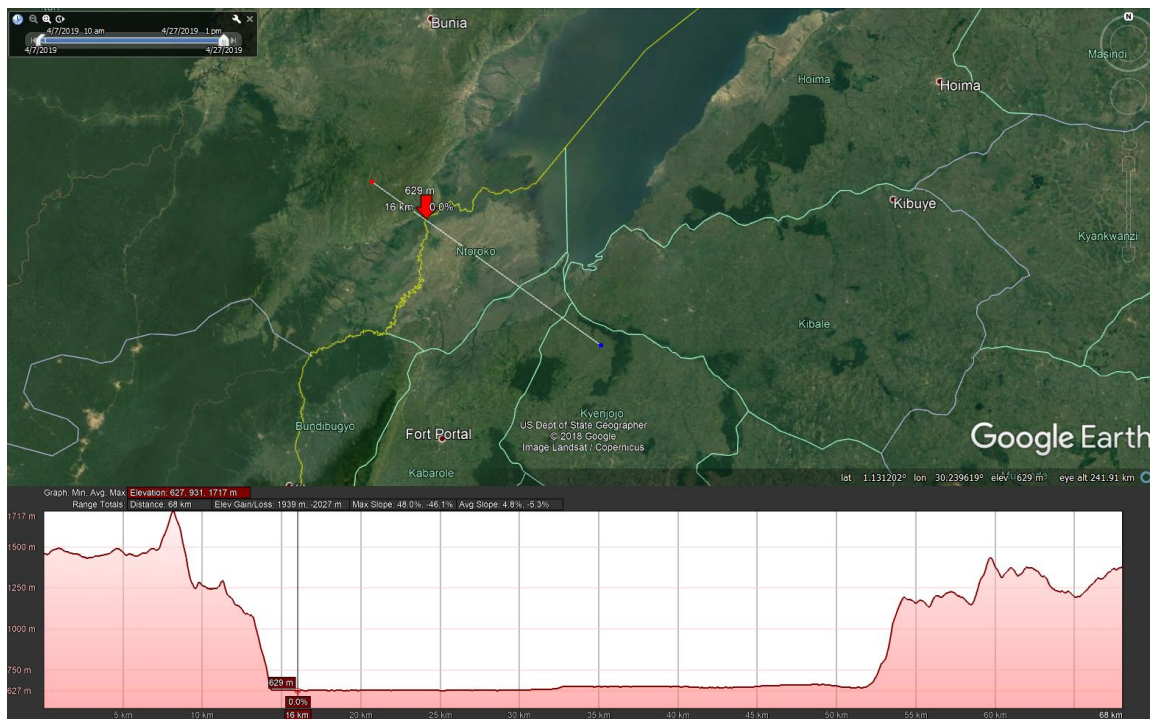 Bunia
4/7/2019 10 am
4/27/2019 1 pm
4/7/2019
4/27/2019
N
Masindi
Hoima
Hoima
629 m
16 km 0.0%
Kibuye
Kyankwanzi
Ntoroko
Kibale
Kyenjojo
Bundibugyo
US Dept of State Geographer
© 2018 Google
Image Landsat / Copernicus
Fort Portal
Google Earth
Kabarole
lat 1.131202° lon 30.239619° elev 629 m eye alt 241.91 km
Graph: Min, Avg, Max Elevation: 627, 931, 1717 m
Range Totals: Distance: 68 km Elev Gain/Loss: 1939 m, -2027 m Max Slope: 48.0%, -46.1% Avg Slope: 4.8%, -5.3%
1717 m
1500 m
1250 m
1000 m
750 m
629 m
627 m
0.0%
5 km 10 km 16 km 20 km 25 km 30 km 35 km 40 km 45 km 50 km 55 km 60 km 68 km